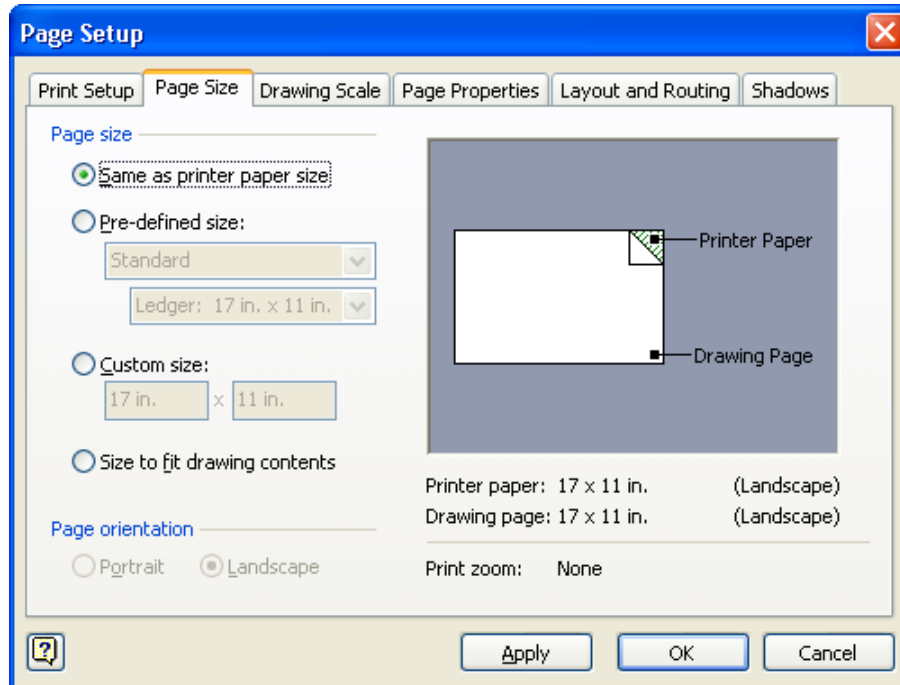 Page Setup
Print Setup
Page Size
Drawing Scale
Page Properties
Layout and Routing
Shadows
Page size
Same as printer paper size
Pre-defined size:
Standard
Ledger: 17 in. x 11 in.
Custom size:
17 in. x 11 in.
Size to fit drawing contents
Page orientation
Portrait Landscape
Printer Paper
Drawing Page
Printer paper: 17 x 11 in. (Landscape)
Drawing page: 17 x 11 in. (Landscape)
Print zoom: None
?
Apply
OK
Cancel